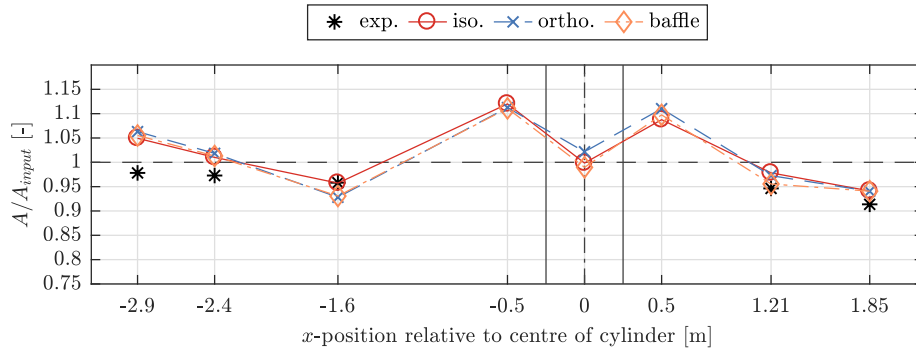 exp. iso. ortho. baffle
A/A_input [-]
1.15
1.1
1.05
1
0.95
0.9
0.85
0.8
0.75
-2.9 -2.4 -1.6 -0.5 0 0.5 1.21 1.85
x-position relative to centre of cylinder [m]